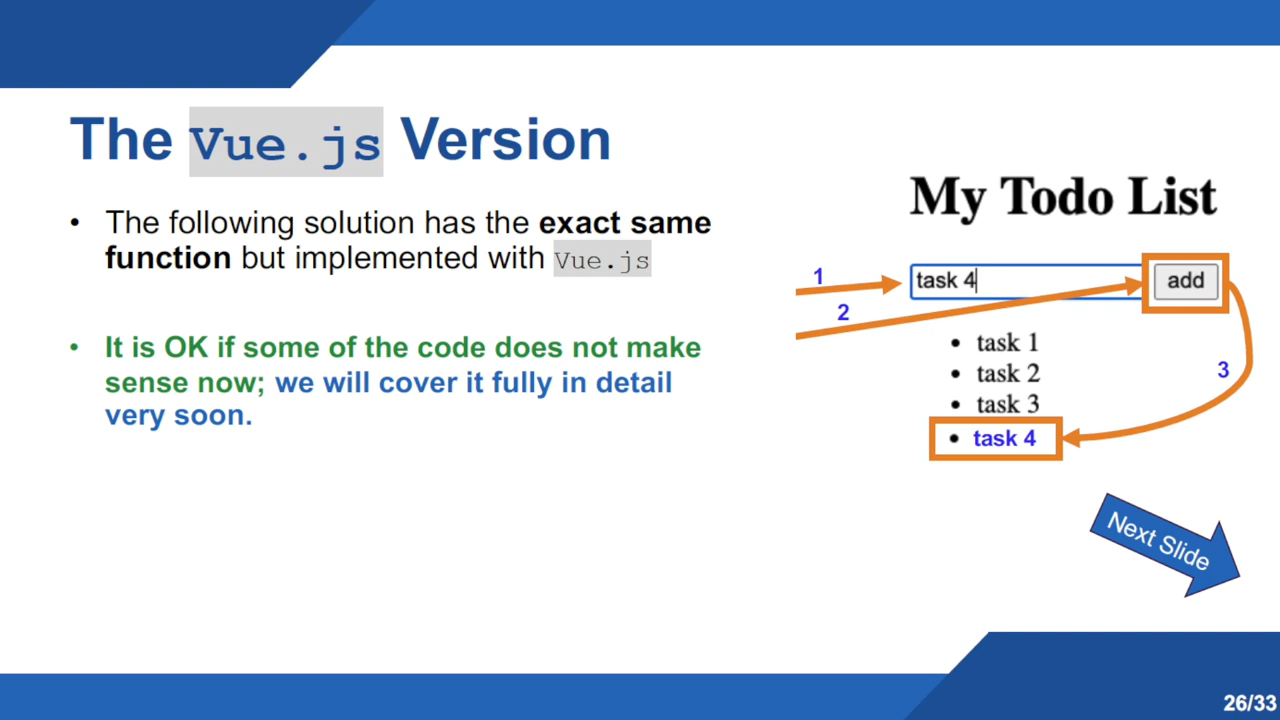 The Vue.js Version
• The following solution has the exact same
function but implemented with Vue.js
• It is OK if some of the code does not make
sense now; we will cover it fully in detail
very soon.
My Todo List
1
task 4
add
2
• task 1
• task 2
• task 3
3
• task 4
Next Slide
26/33